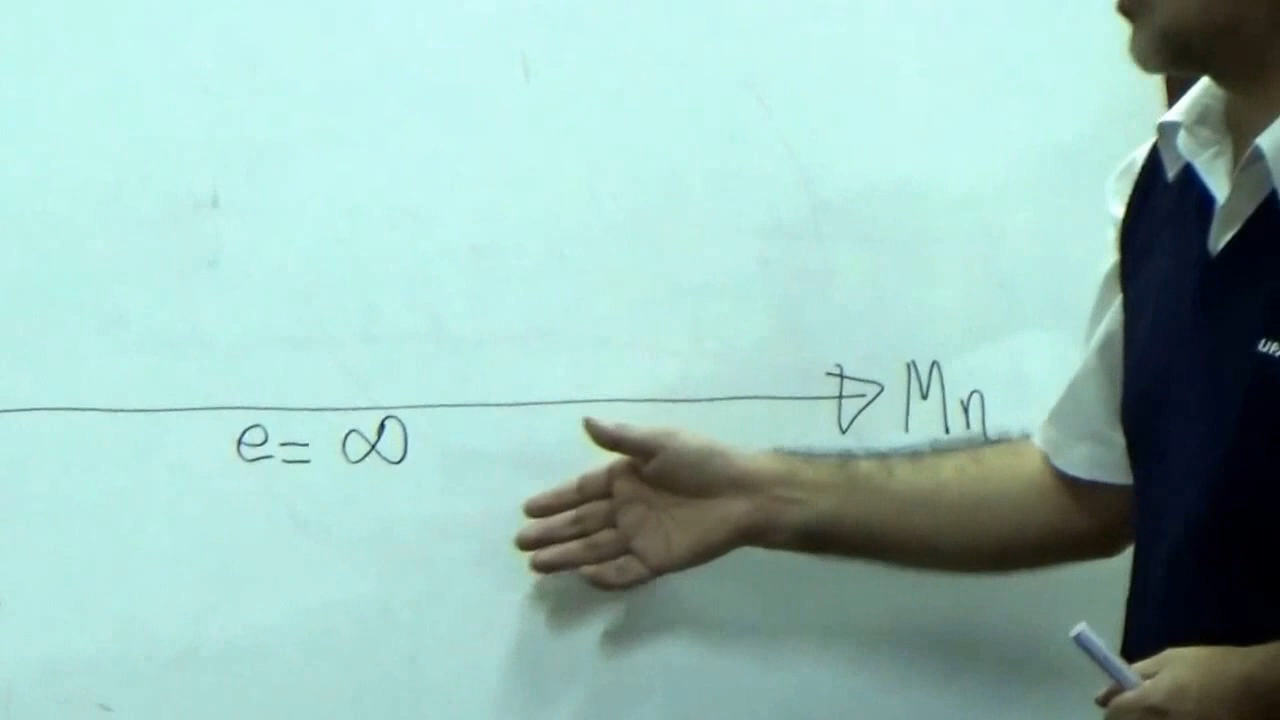 Mn
e = ∞